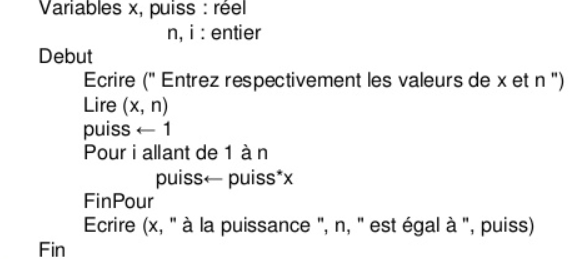 Variables x, puiss : réel
n, i : entier
Debut
Ecrire (" Entrez respectivement les valeurs de x et n ")
Lire (x, n)
puiss ← 1
Pour i allant de 1 à n
puiss← puiss*x
FinPour
Ecrire (x, " à la puissance ", n, " est égal à ", puiss)
Fin